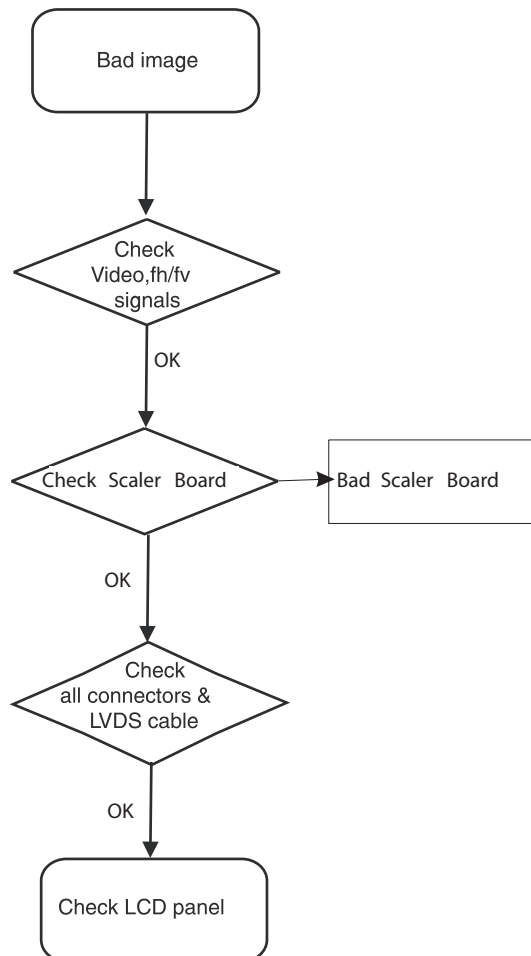 Bad image
Check
Video,fh/fv
signals
OK
Check Scaler Board
Bad Scaler Board
OK
Check
all connectors &
LVDS cable
OK
Check LCD panel